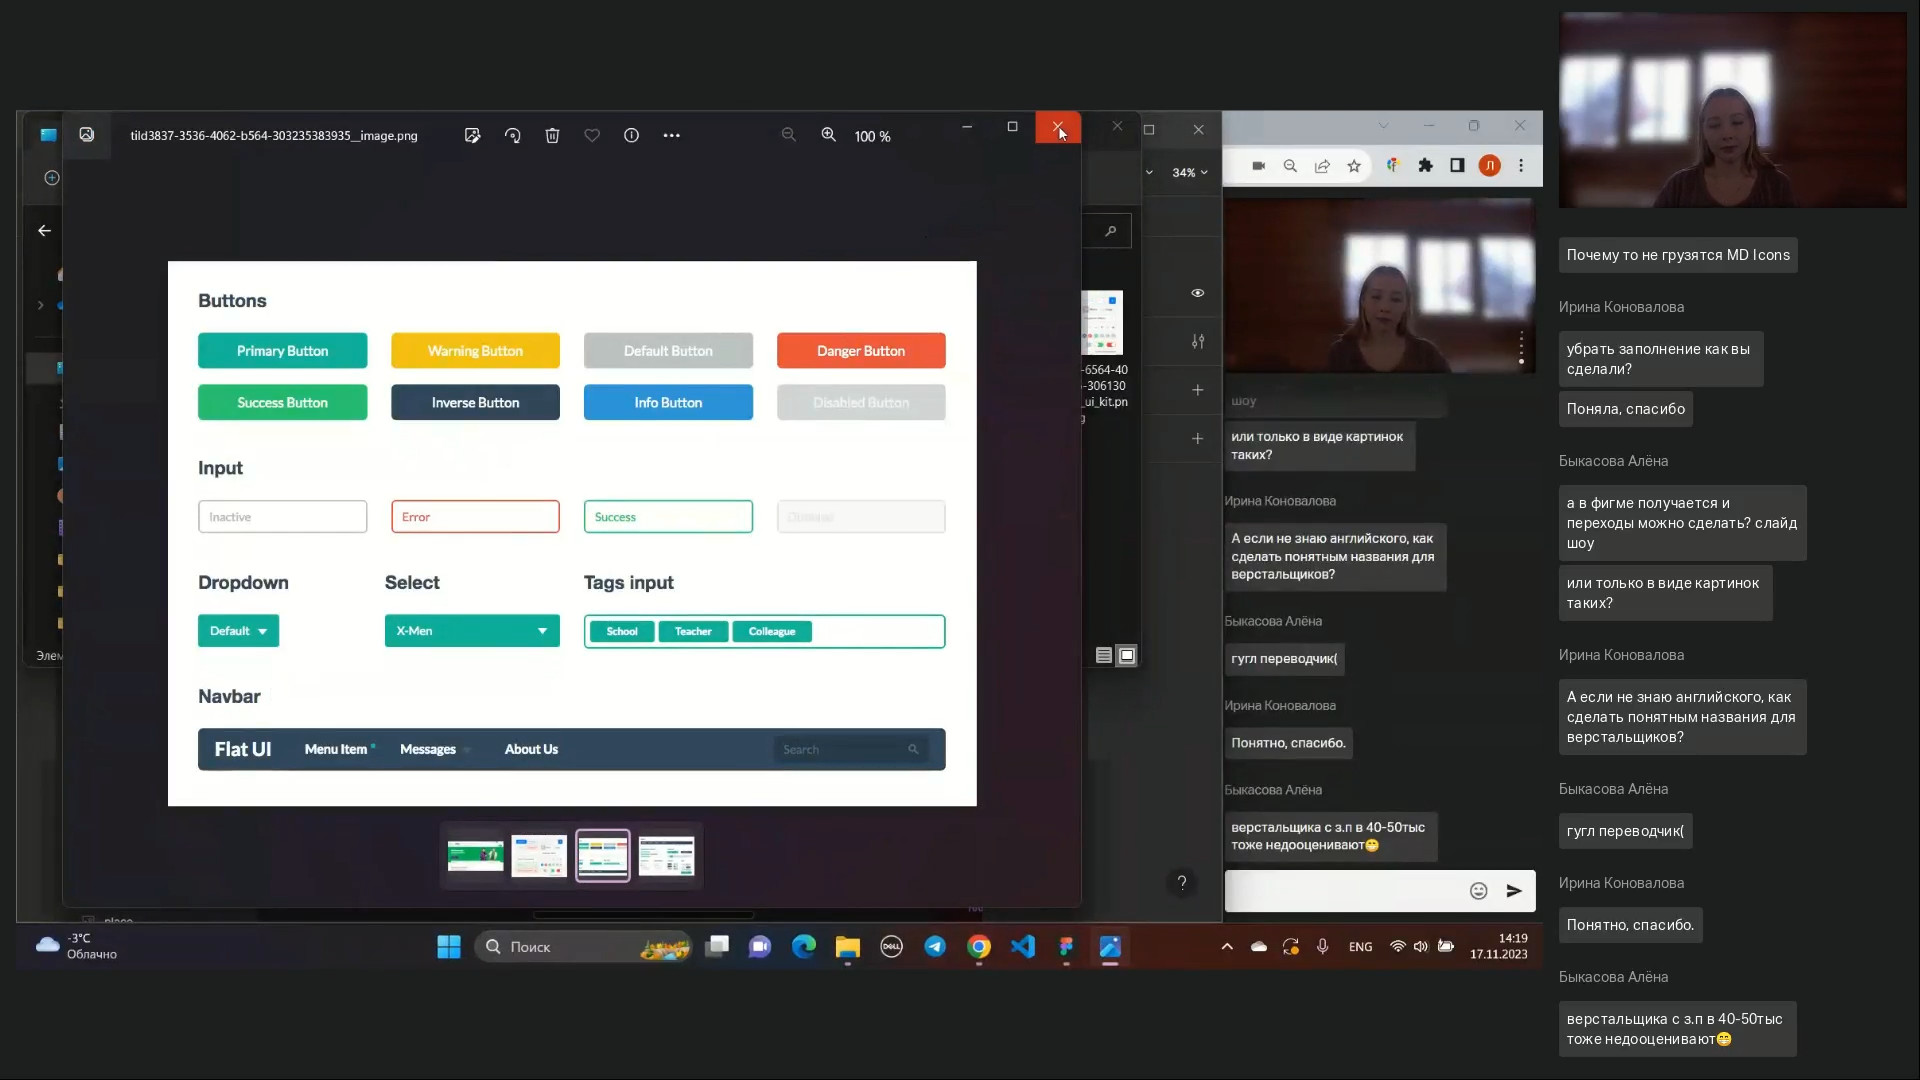 tild3837-3536-4062-b564-303235383935__image.png
100 %
34%
Л
Buttons
Primary Button
Warning Button
Default Button
Danger Button
Success Button
Inverse Button
Info Button
Disabled Button
Input
Inactive
Error
Success
Dropdown
Select
Tags input
Default
X-Men
School
Teacher
Colleague
Navbar
Flat UI
Menu Item
Messages
About Us
Search
-6564-40
-306130
_ui_kit.pn
g
Элем
place
?
шоу
или только в виде картинок
таких?
Ирина Коновалова
А если не знаю английского, как
сделать понятным названия для
верстальщиков?
Быкасова Алёна
гугл переводчик(
Ирина Коновалова
Понятно, спасибо.
Быкасова Алёна
верстальщика с з.п в 40-50тыс
тоже недооценивают😁
-3°C
Облачно
Поиск
DELL
ENG
14:19
17.11.2023
Почему то не грузятся MD Icons
Ирина Коновалова
убрать заполнение как вы
сделали?
Поняла, спасибо
Быкасова Алёна
а в фигме получается и
переходы можно сделать? слайд
шоу
или только в виде картинок
таких?
Ирина Коновалова
А если не знаю английского, как
сделать понятным названия для
верстальщиков?
Быкасова Алёна
гугл переводчик(
Ирина Коновалова
Понятно, спасибо.
Быкасова Алёна
верстальщика с з.п в 40-50тыс
тоже недооценивают😁